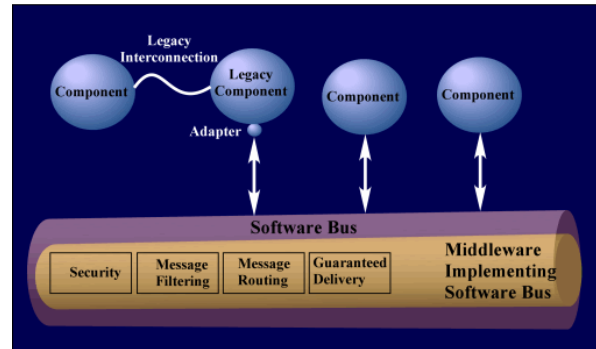 Legacy
Interconnection
Component
Legacy
Component
Component
Component
Adapter
Software Bus
Security
Message
Filtering
Message
Routing
Guaranteed
Delivery
Middleware
Implementing
Software Bus